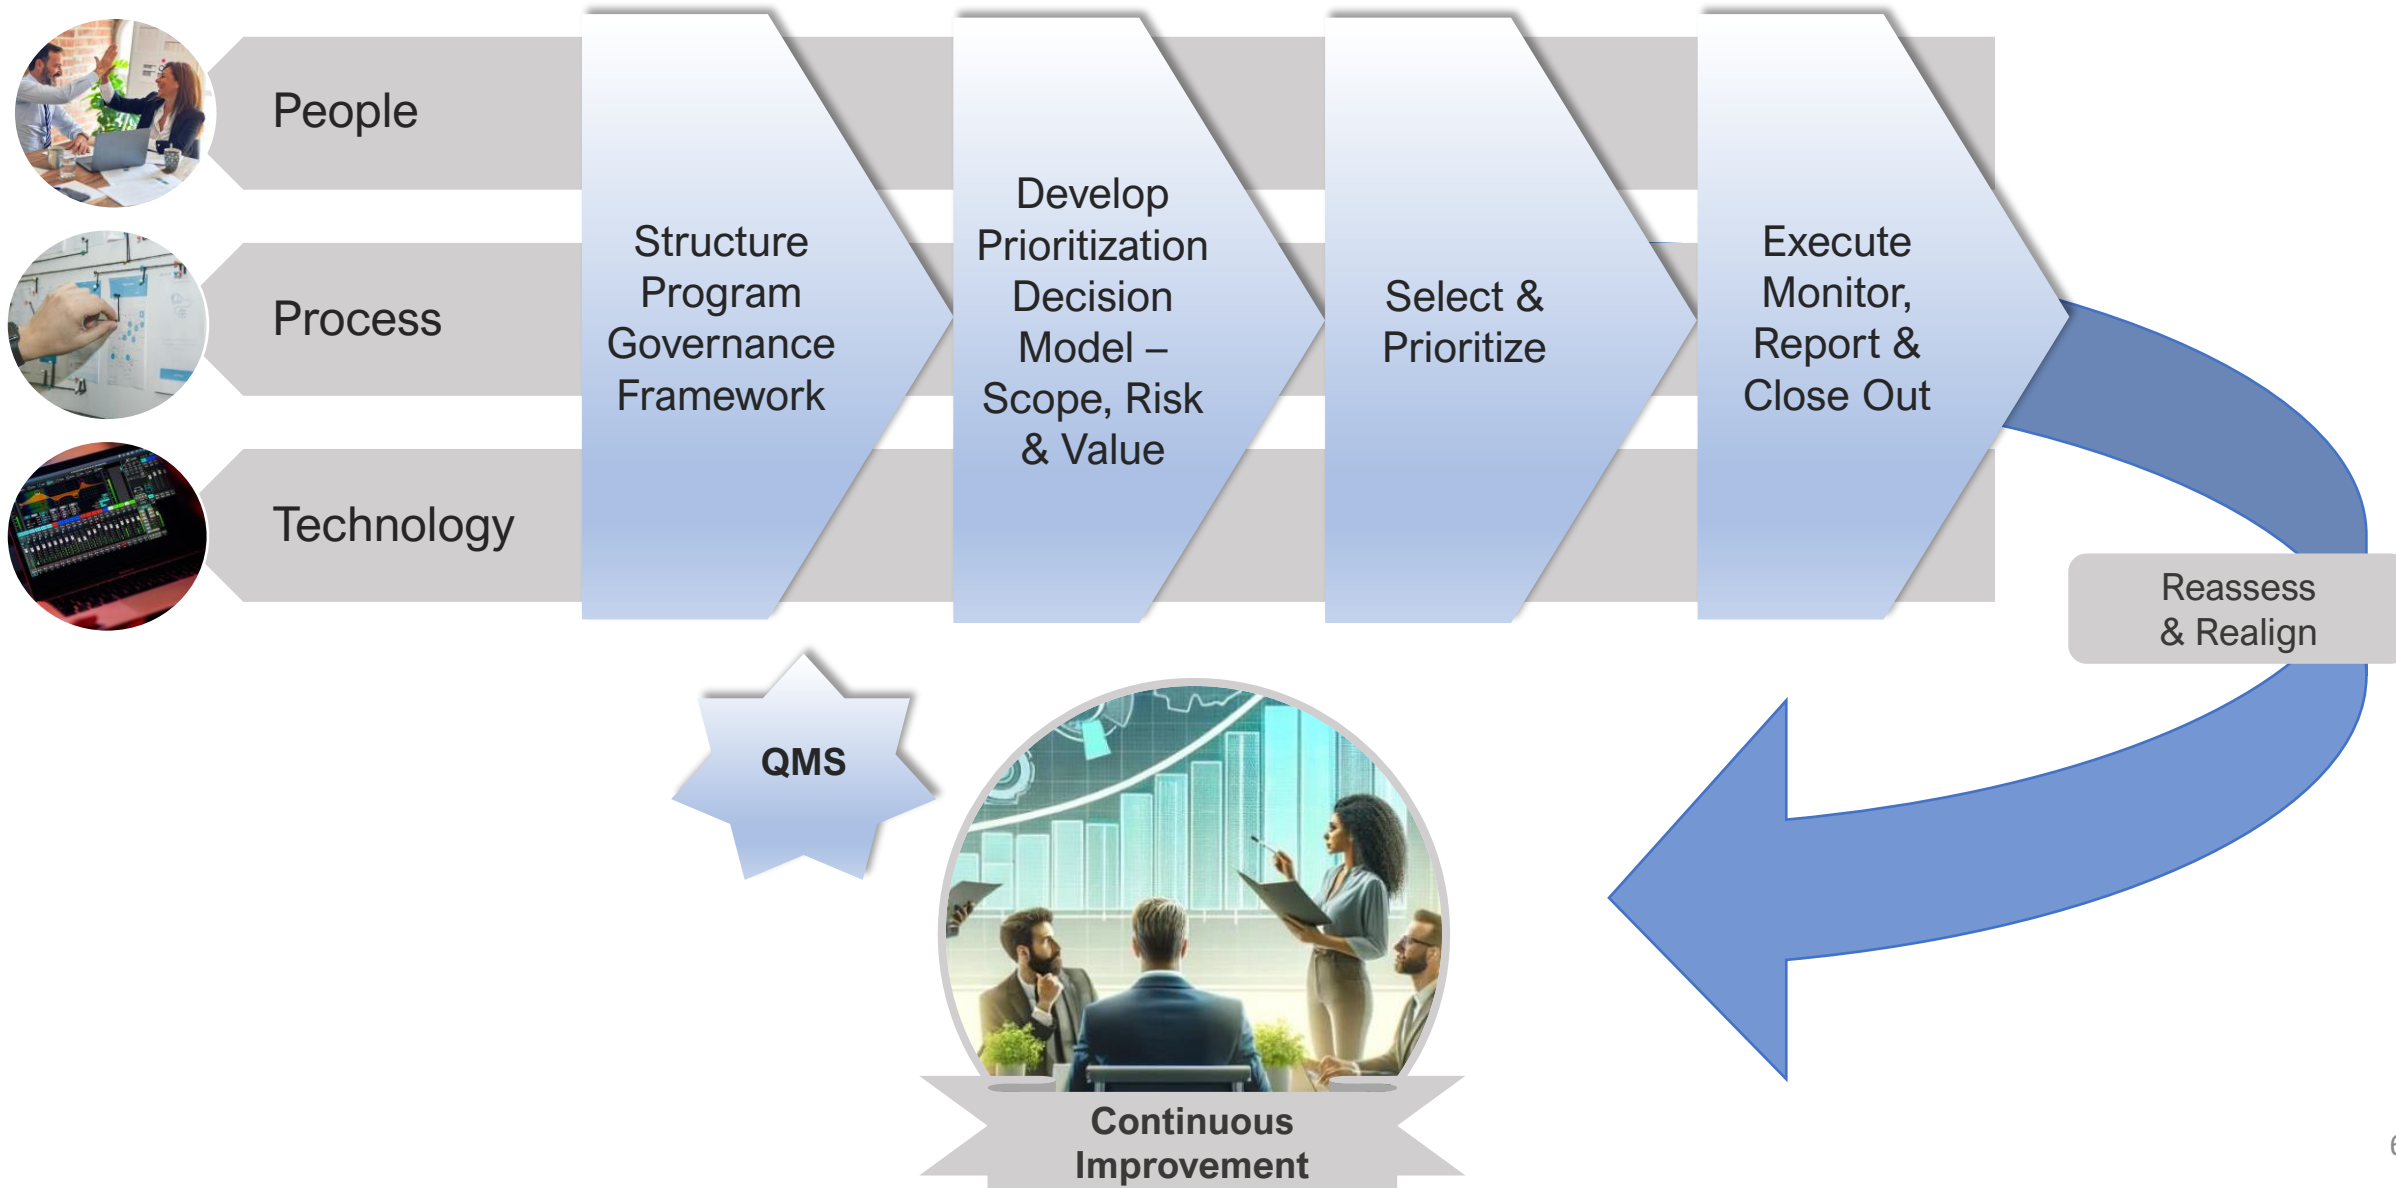 People
Process
Technology
Structure
Program
Governance
Framework
Develop
Prioritization
Decision
Model –
Scope, Risk
& Value
Select &
Prioritize
Execute
Monitor,
Report &
Close Out
Reassess
& Realign
QMS
Continuous
Improvement